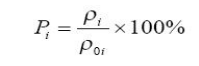 P_i = ρ_i / ρ_{0i} × 100%